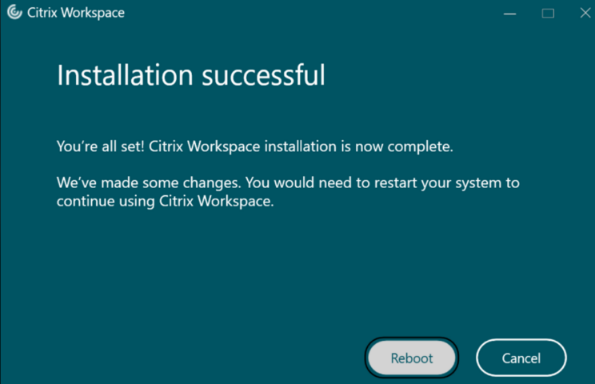 Citrix Workspace
Installation successful
You're all set! Citrix Workspace installation is now complete.
We've made some changes. You would need to restart your system to
continue using Citrix Workspace.
Reboot
Cancel